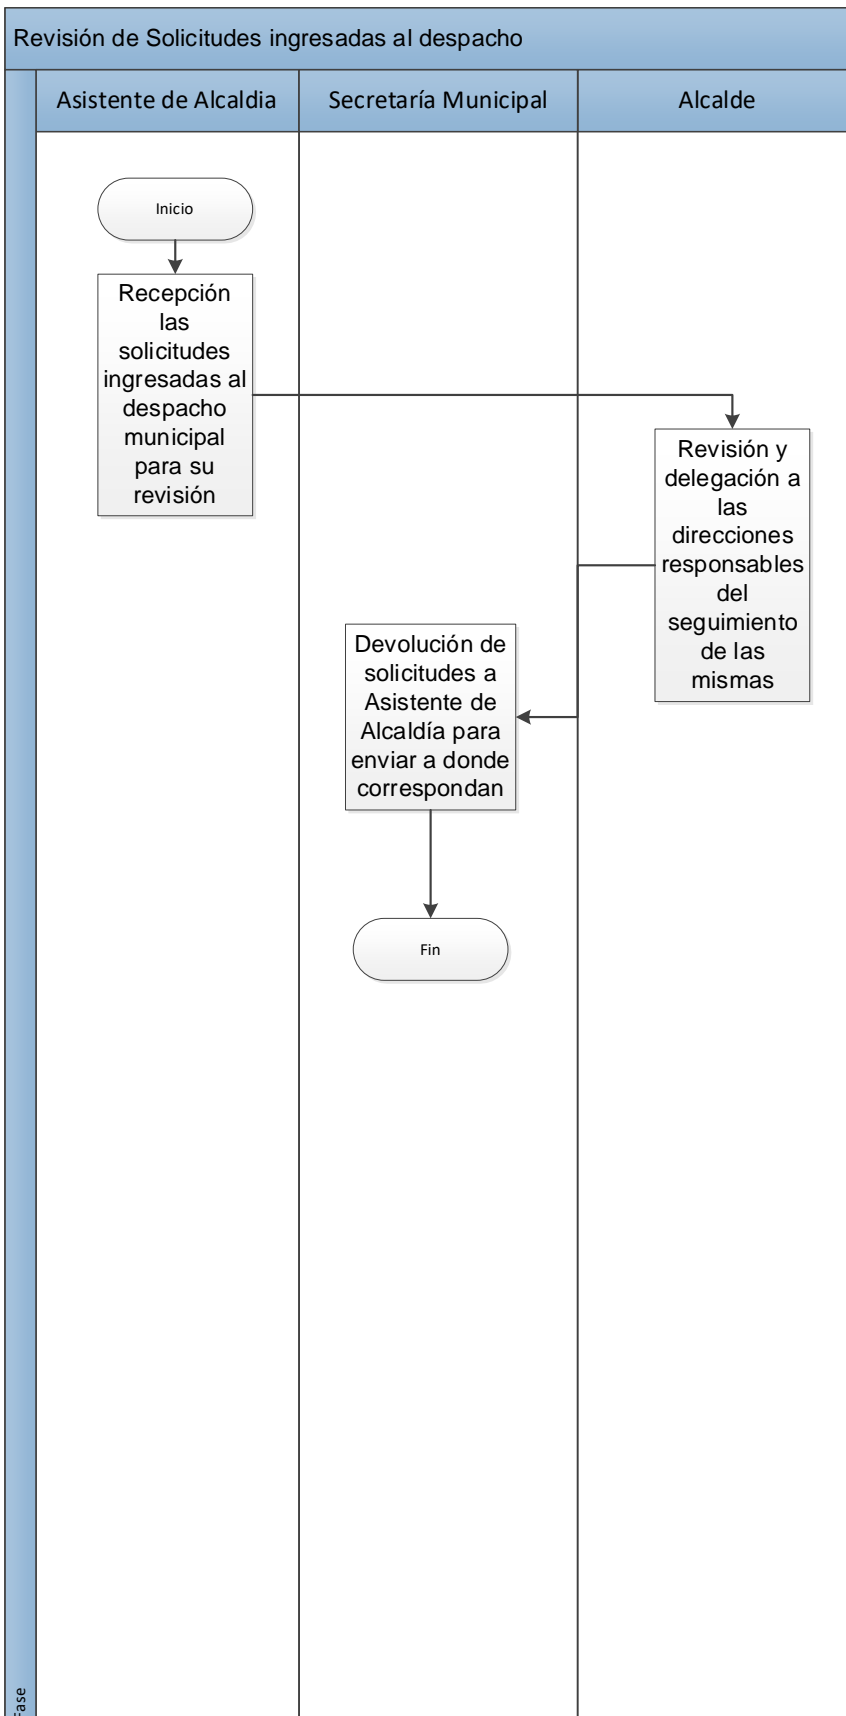 Revisión de Solicitudes ingresadas al despacho
Asistente de Alcaldia
Secretaría Municipal
Alcalde
Inicio
Recepción
las
solicitudes
ingresadas al
despacho
municipal
para su
revisión
Revisión y
delegación a
las
direcciones
responsables
del
seguimiento
de las
mismas
Devolución de
solicitudes a
Asistente de
Alcaldía para
enviar a donde
correspondan
Fin
Fase